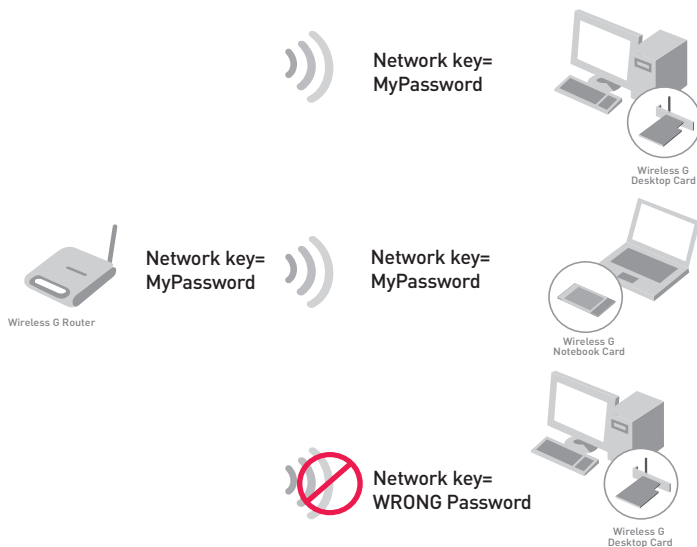 Network key=
MyPassword
Wireless G
Desktop Card
Network key=
MyPassword
Wireless G Router
Network key=
MyPassword
Wireless G
Notebook Card
Network key=
WRONG Password
Wireless G
Desktop Card